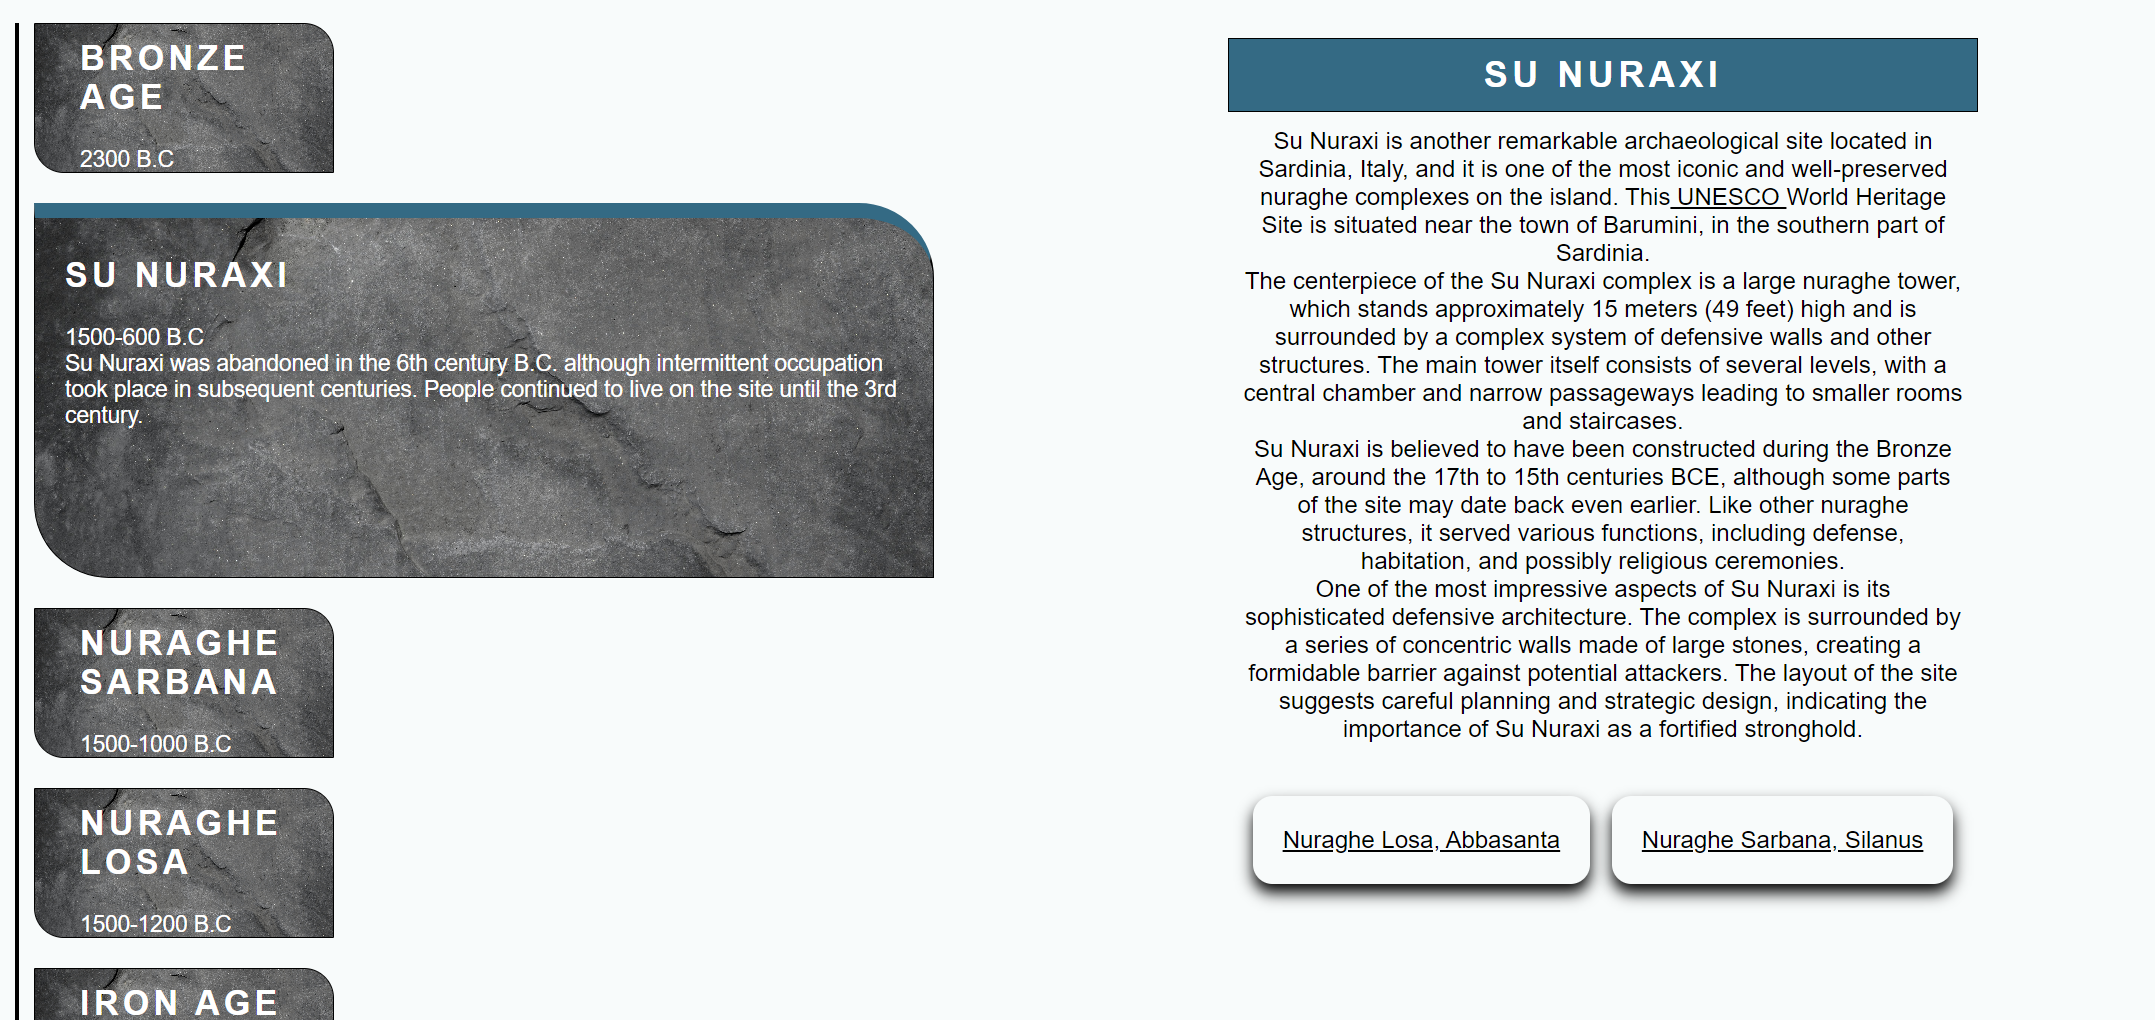 BRONZE
AGE
2300 B.C
SU NURAXI
1500-600 B.C
Su Nuraxi was abandoned in the 6th century B.C. although intermittent occupation
took place in subsequent centuries. People continued to live on the site until the 3rd
century.
NURAGHE
SARBANA
1500-1000 B.C
NURAGHE
LOSA
1500-1200 B.C
IRON AGE
SU NURAXI
Su Nuraxi is another remarkable archaeological site located in
Sardinia, Italy, and it is one of the most iconic and well-preserved
nuraghe complexes on the island. This UNESCO World Heritage
Site is situated near the town of Barumini, in the southern part of
Sardinia.
The centerpiece of the Su Nuraxi complex is a large nuraghe tower,
which stands approximately 15 meters (49 feet) high and is
surrounded by a complex system of defensive walls and other
structures. The main tower itself consists of several levels, with a
central chamber and narrow passageways leading to smaller rooms
and staircases.
Su Nuraxi is believed to have been constructed during the Bronze
Age, around the 17th to 15th centuries BCE, although some parts
of the site may date back even earlier. Like other nuraghe
structures, it served various functions, including defense,
habitation, and possibly religious ceremonies.
One of the most impressive aspects of Su Nuraxi is its
sophisticated defensive architecture. The complex is surrounded by
a series of concentric walls made of large stones, creating a
formidable barrier against potential attackers. The layout of the site
suggests careful planning and strategic design, indicating the
importance of Su Nuraxi as a fortified stronghold.
Nuraghe Losa, Abbasanta
Nuraghe Sarbana, Silanus